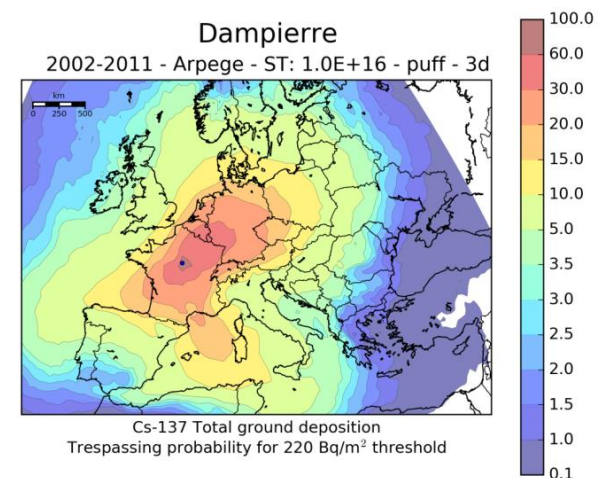 Dampierre
2002-2011 - Arpege - ST: 1.0E+16 - puff - 3d
km
0 250 500
100.0
60.0
30.0
20.0
15.0
10.0
5.0
3.5
3.0
2.5
2.0
1.5
1.0
0.1
Cs-137 Total ground deposition
Trespassing probability for 220 Bq/m² threshold